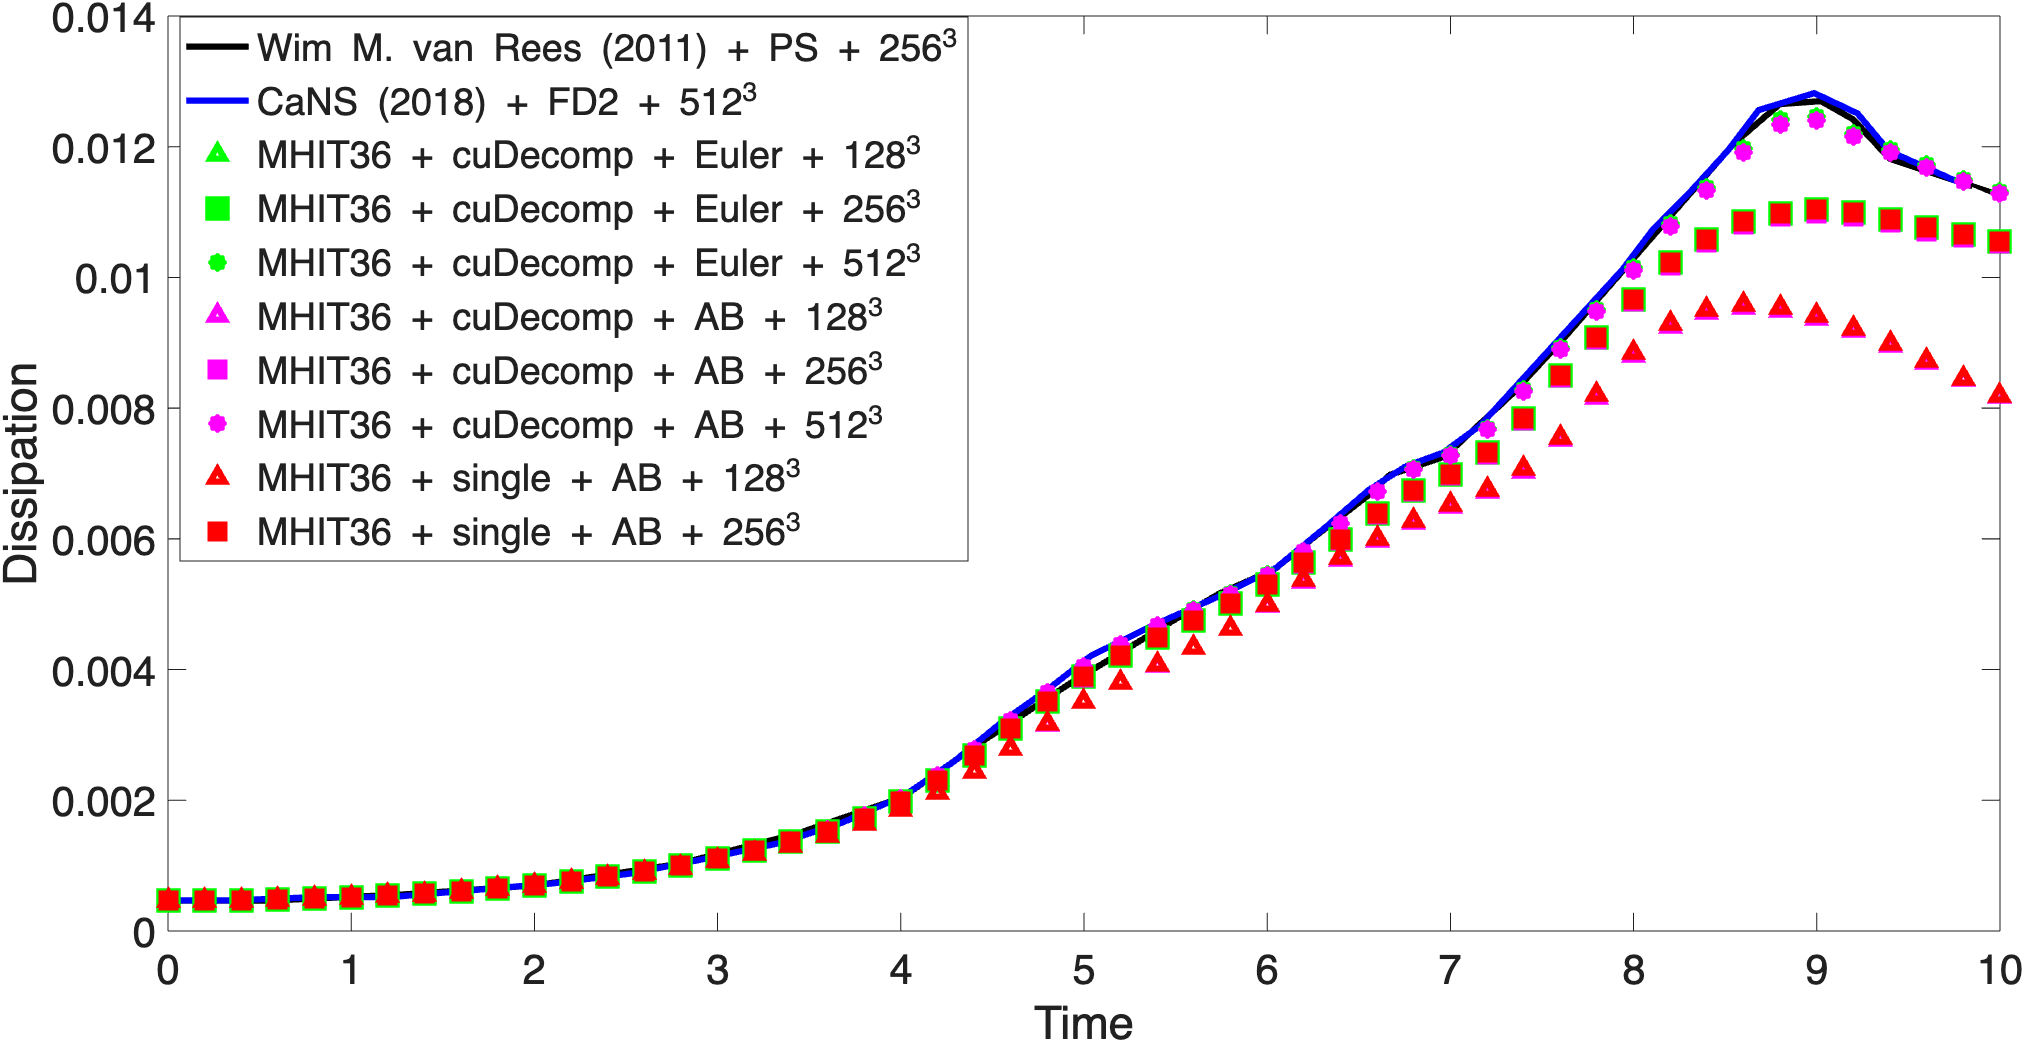 0.014
0.012
0.01
0.008
0.006
0.004
0.002
0
Dissipation
Wim M. van Rees (2011) + PS + 256³
CaNS (2018) + FD2 + 512³
MHIT36 + cuDecomp + Euler + 128³
MHIT36 + cuDecomp + Euler + 256³
MHIT36 + cuDecomp + Euler + 512³
MHIT36 + cuDecomp + AB + 128³
MHIT36 + cuDecomp + AB + 256³
MHIT36 + cuDecomp + AB + 512³
MHIT36 + single + AB + 128³
MHIT36 + single + AB + 256³
0 1 2 3 4 5 6 7 8 9 10
Time